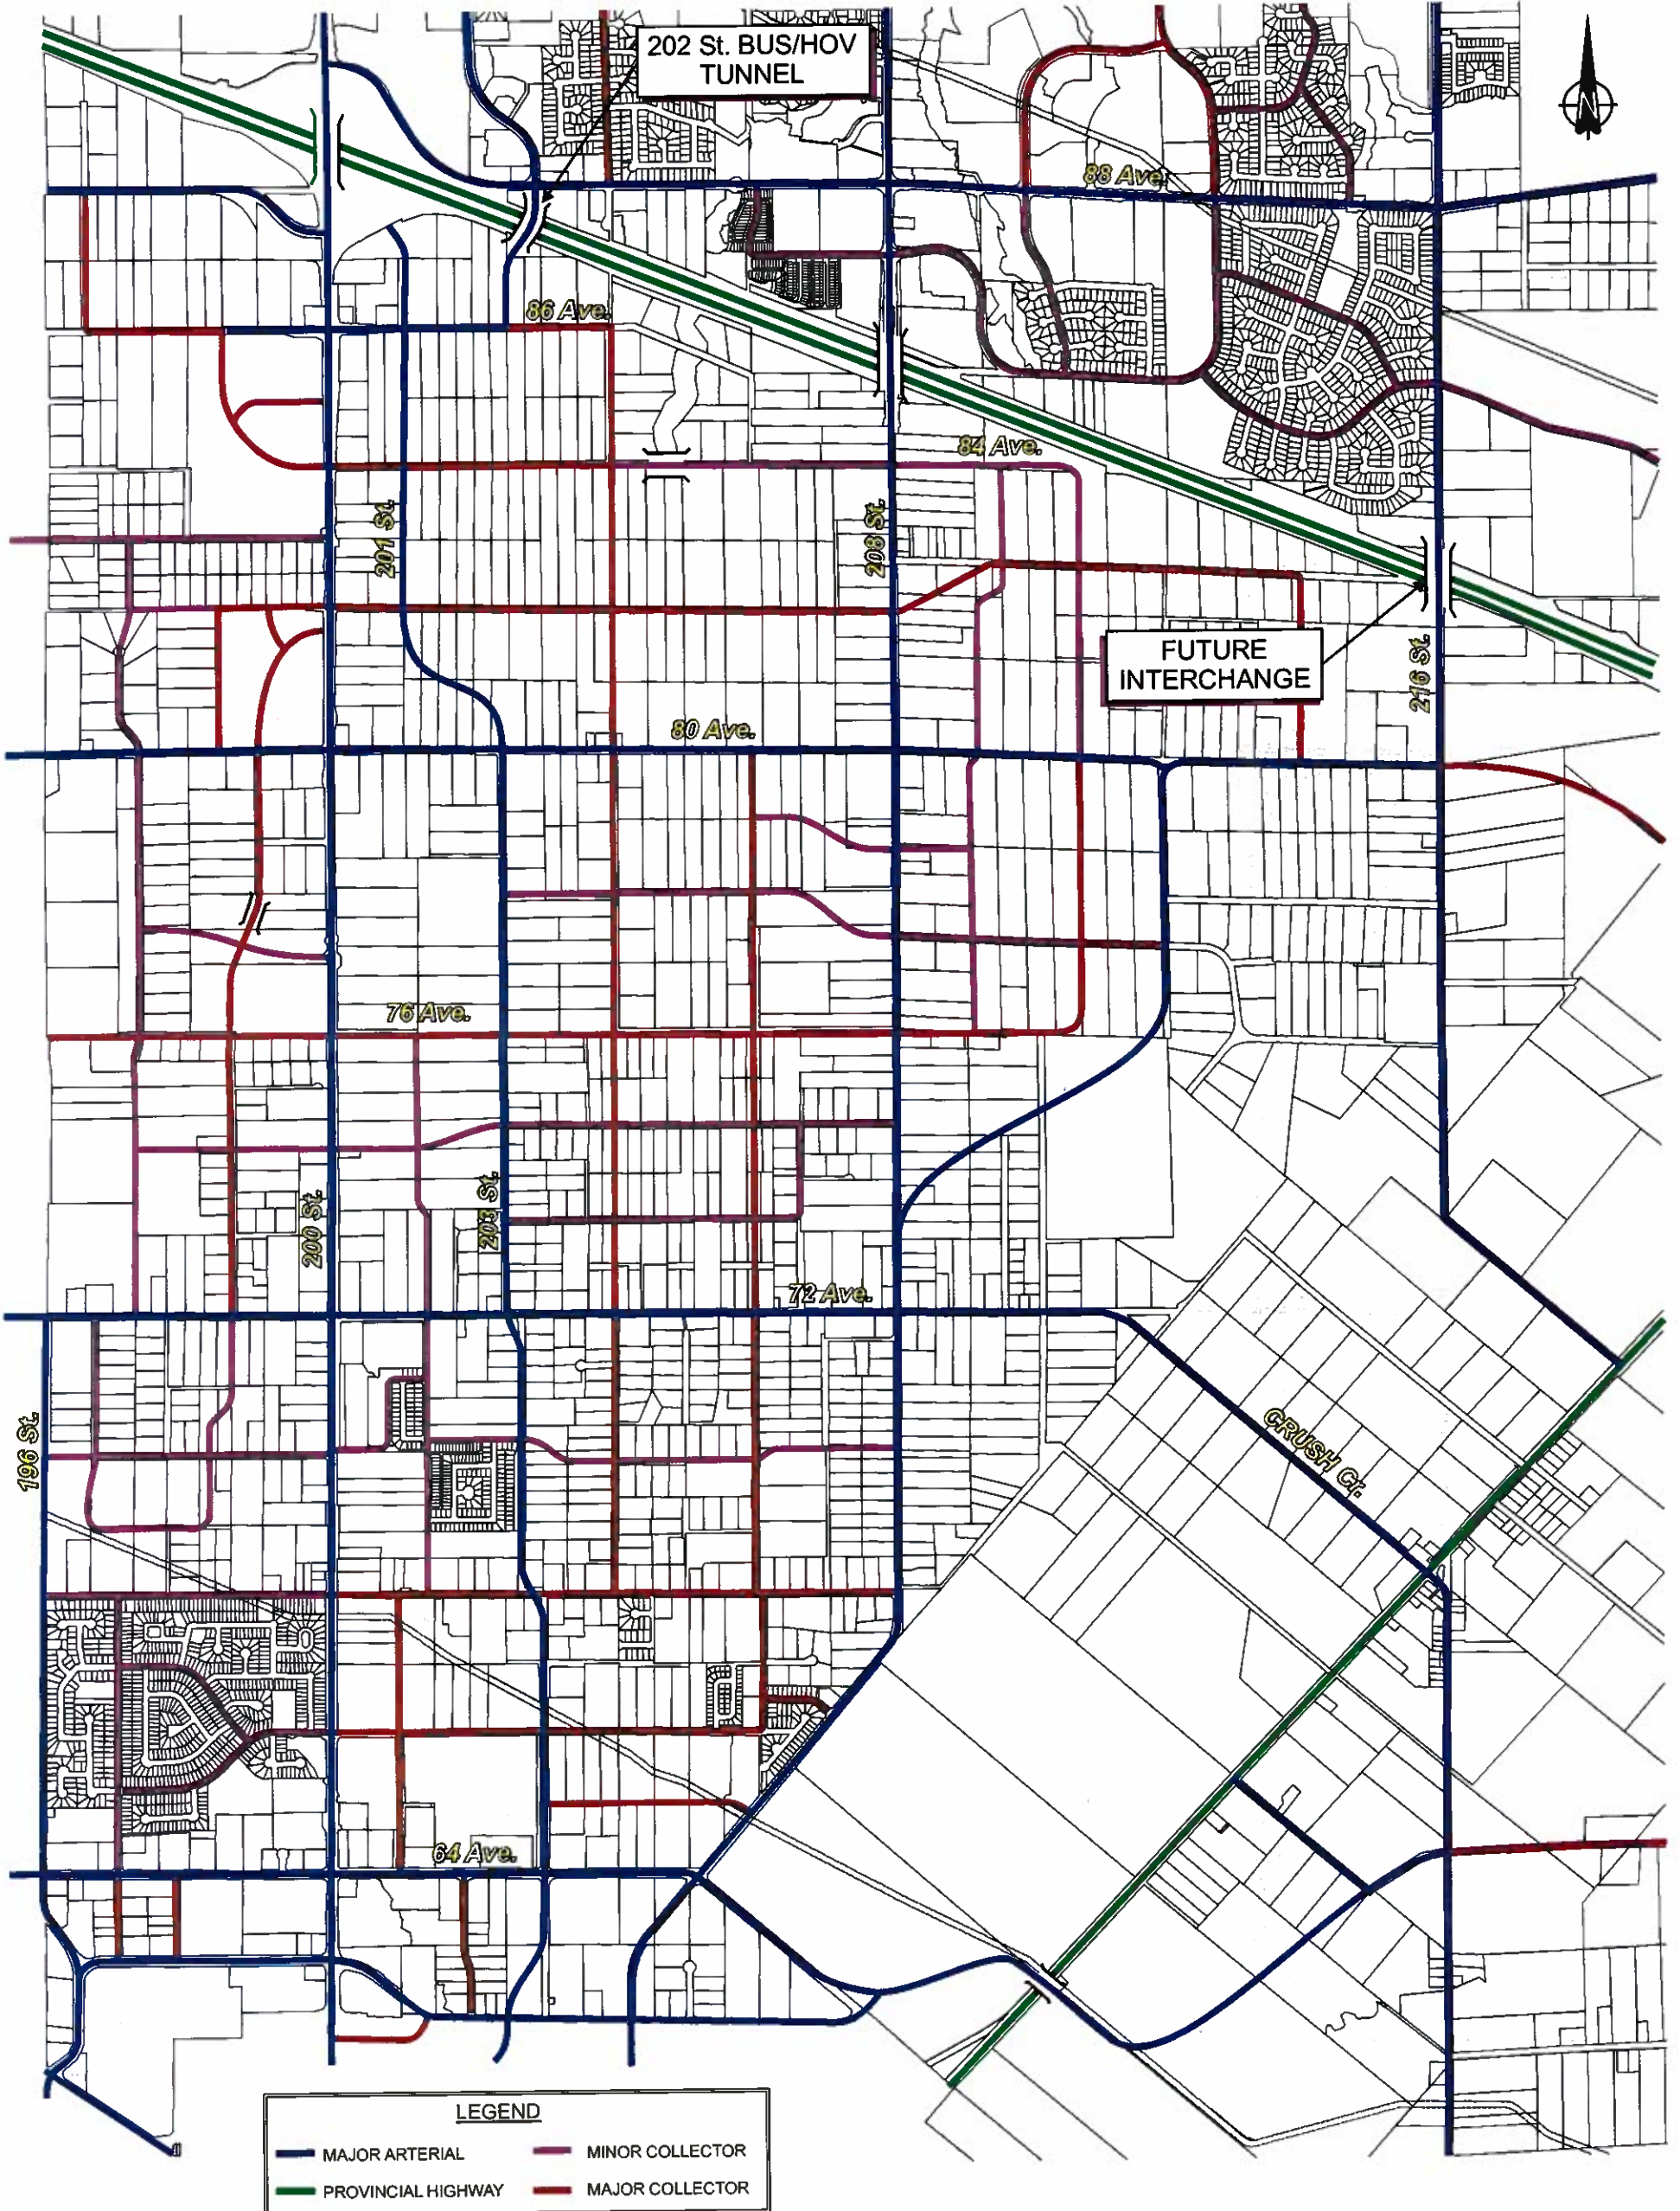 202 St. BUS/HOV
TUNNEL
N
88 Ave.
86 Ave.
84 Ave.
201 St.
208 St.
FUTURE
INTERCHANGE
216 St.
80 Ave.
76 Ave.
200 St.
203 St.
72 Ave.
196 St.
CRUSH Cr.
64 Ave.
LEGEND
MAJOR ARTERIAL
MINOR COLLECTOR
PROVINCIAL HIGHWAY
MAJOR COLLECTOR